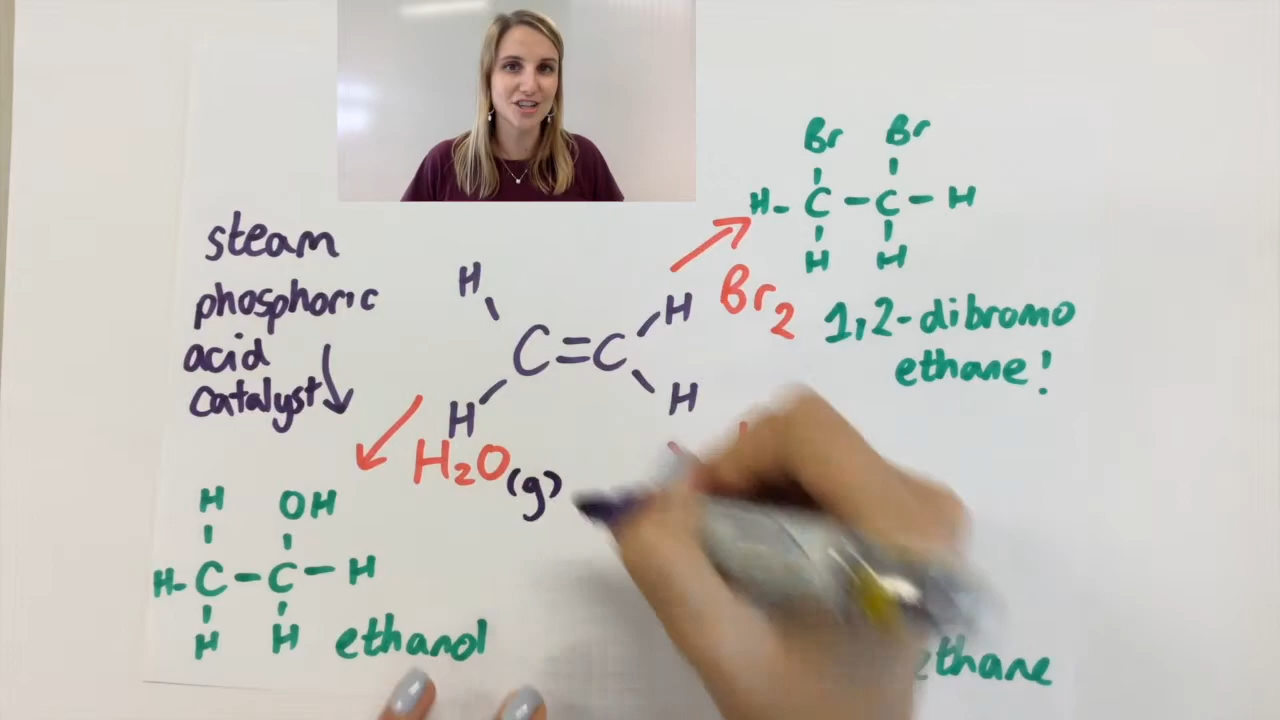 steam
phosphoric
acid
catalyst
H
H
C=C
H
H
H₂O(g)
Br₂
Br Br
H-C-C-H
H H
1,2-dibromo
ethane!
H OH
H-C-C-H
H H
ethanol
ethane